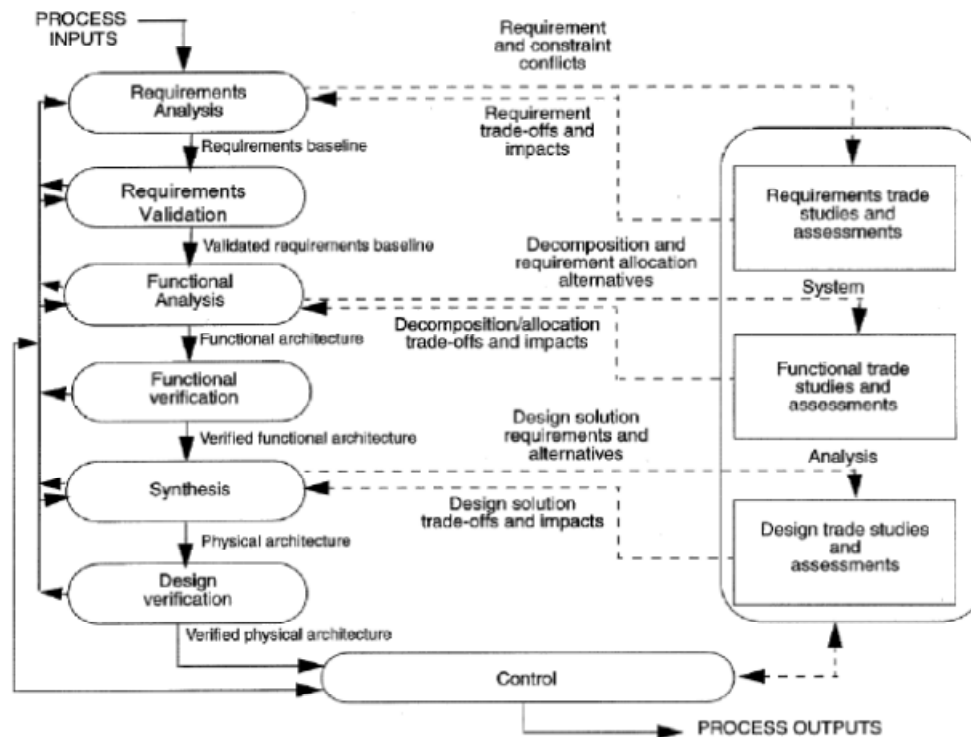 PROCESS
INPUTS
Requirements
Analysis
Requirements baseline
Requirements
Validation
Validated requirements baseline
Functional
Analysis
Functional architecture
Functional
verification
Verified functional architecture
Synthesis
Physical architecture
Design
verification
Verified physical architecture
Control
PROCESS OUTPUTS
Requirement
and constraint
conflicts
Requirement
trade-offs and
impacts
Decomposition and
requirement allocation
alternatives
Decomposition/allocation
trade-offs and impacts
Design solution
requirements and
alternatives
Design solution
trade-offs and impacts
Requirements trade
studies and
assessments
System
Functional trade
studies and
assessments
Analysis
Design trade studies
and
assessments